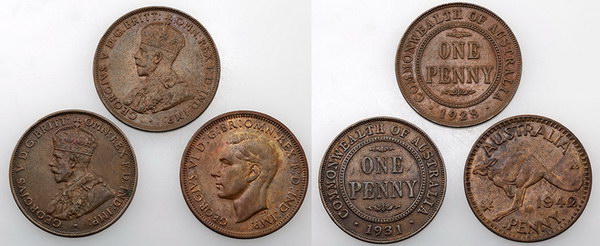 GEORGIVS V D.G.BRITT: OMN:REX F.D.IND:IMP:
GEORGIVS V D.G.BRITT: OMN:REX F.D.IND:IMP:
GEORGIVS VI D:G:BR:OMN:REX F:D:IND:IMP.
COMMONWEALTH OF AUSTRALIA
ONE
PENNY
1928
COMMONWEALTH OF AUSTRALIA
ONE
PENNY
1931
AUSTRALIA
1942
PENNY.